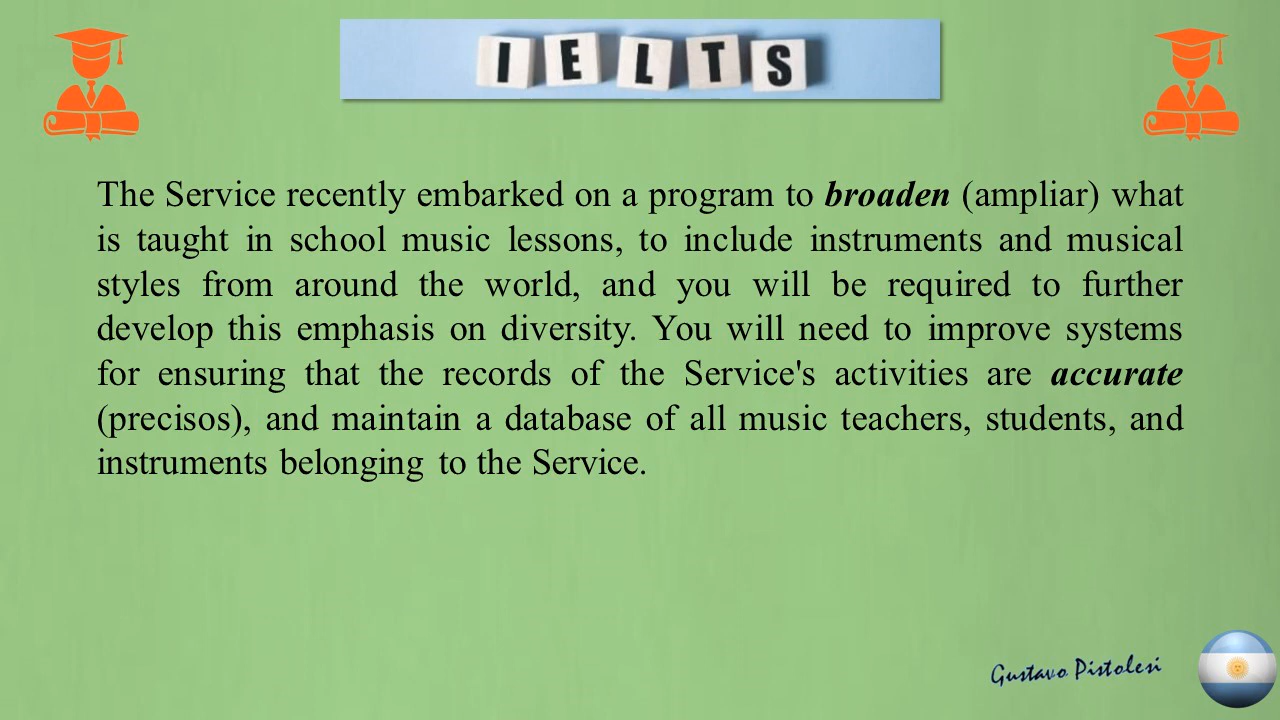 IELTS
The Service recently embarked on a program to broaden (ampliar) what
is taught in school music lessons, to include instruments and musical
styles from around the world, and you will be required to further
develop this emphasis on diversity. You will need to improve systems
for ensuring that the records of the Service's activities are accurate
(precisos), and maintain a database of all music teachers, students, and
instruments belonging to the Service.
Gustavo Pistolesi